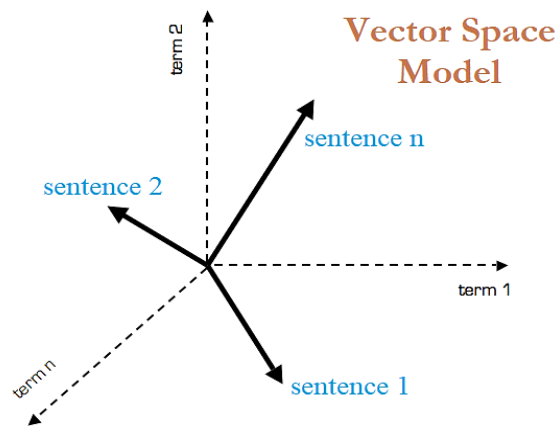 Vector Space
Model
term 2
sentence n
sentence 2
term 1
term n
sentence 1